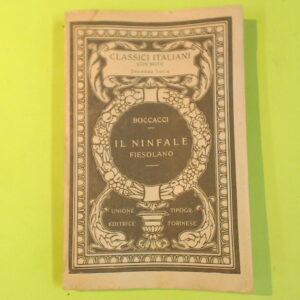 CLASSICI ITALIANI
CON NOTE
Seconda Serie
BOCCACCI
IL NINFALE
FIESOLANO
UNIONE TIPOGR.
EDITRICE TORINESE